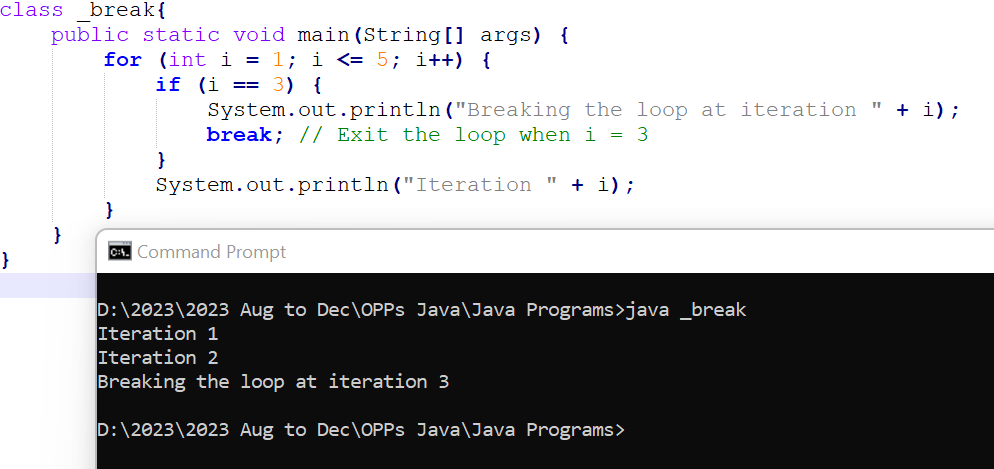 class _break{
public static void main(String[] args) {
for (int i = 1; i <= 5; i++) {
if (i == 3) {
System.out.println("Breaking the loop at iteration " + i);
break; // Exit the loop when i = 3
}
System.out.println("Iteration " + i);
}
}
}
Command Prompt
D:\2023\2023 Aug to Dec\OPPs Java\Java Programs>java _break
Iteration 1
Iteration 2
Breaking the loop at iteration 3
D:\2023\2023 Aug to Dec\OPPs Java\Java Programs>